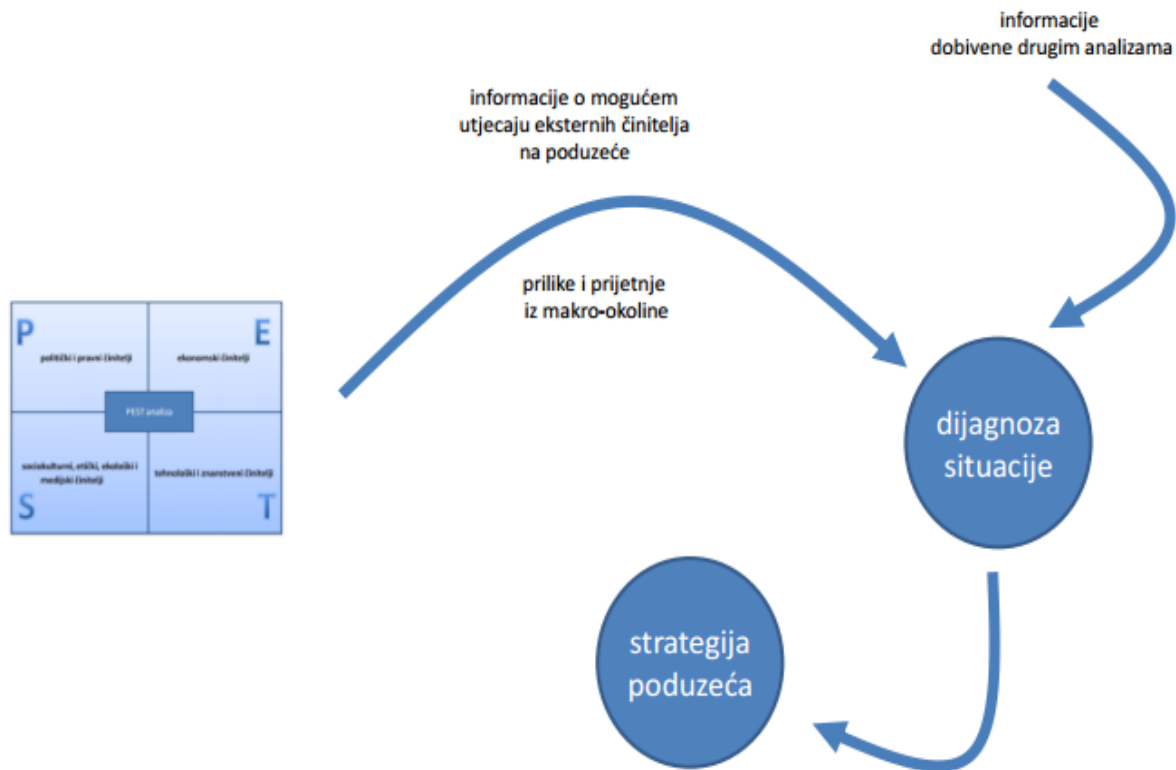 informacije
dobivene drugim analizama
informacije o mogućem
utjecaju eksternih činitelja
na poduzeće
prilike i prijetnje
iz makro-okoline
P
E
politički i pravni činitelji
ekonomski činitelji
PEST analiza
sociokulturni, etički, ekološki i
medijski činitelji
tehnološki i znanstveni činitelji
S
T
dijagnoza
situacije
strategija
poduzeća